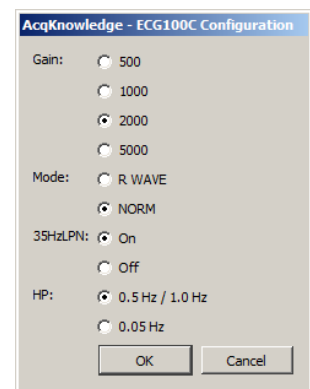 AcqKnowledge - ECG100C Configuration
Gain: 500
1000
2000
5000
Mode: R WAVE
NORM
35HzLPN: On
Off
HP: 0.5 Hz / 1.0 Hz
0.05 Hz
OK Cancel